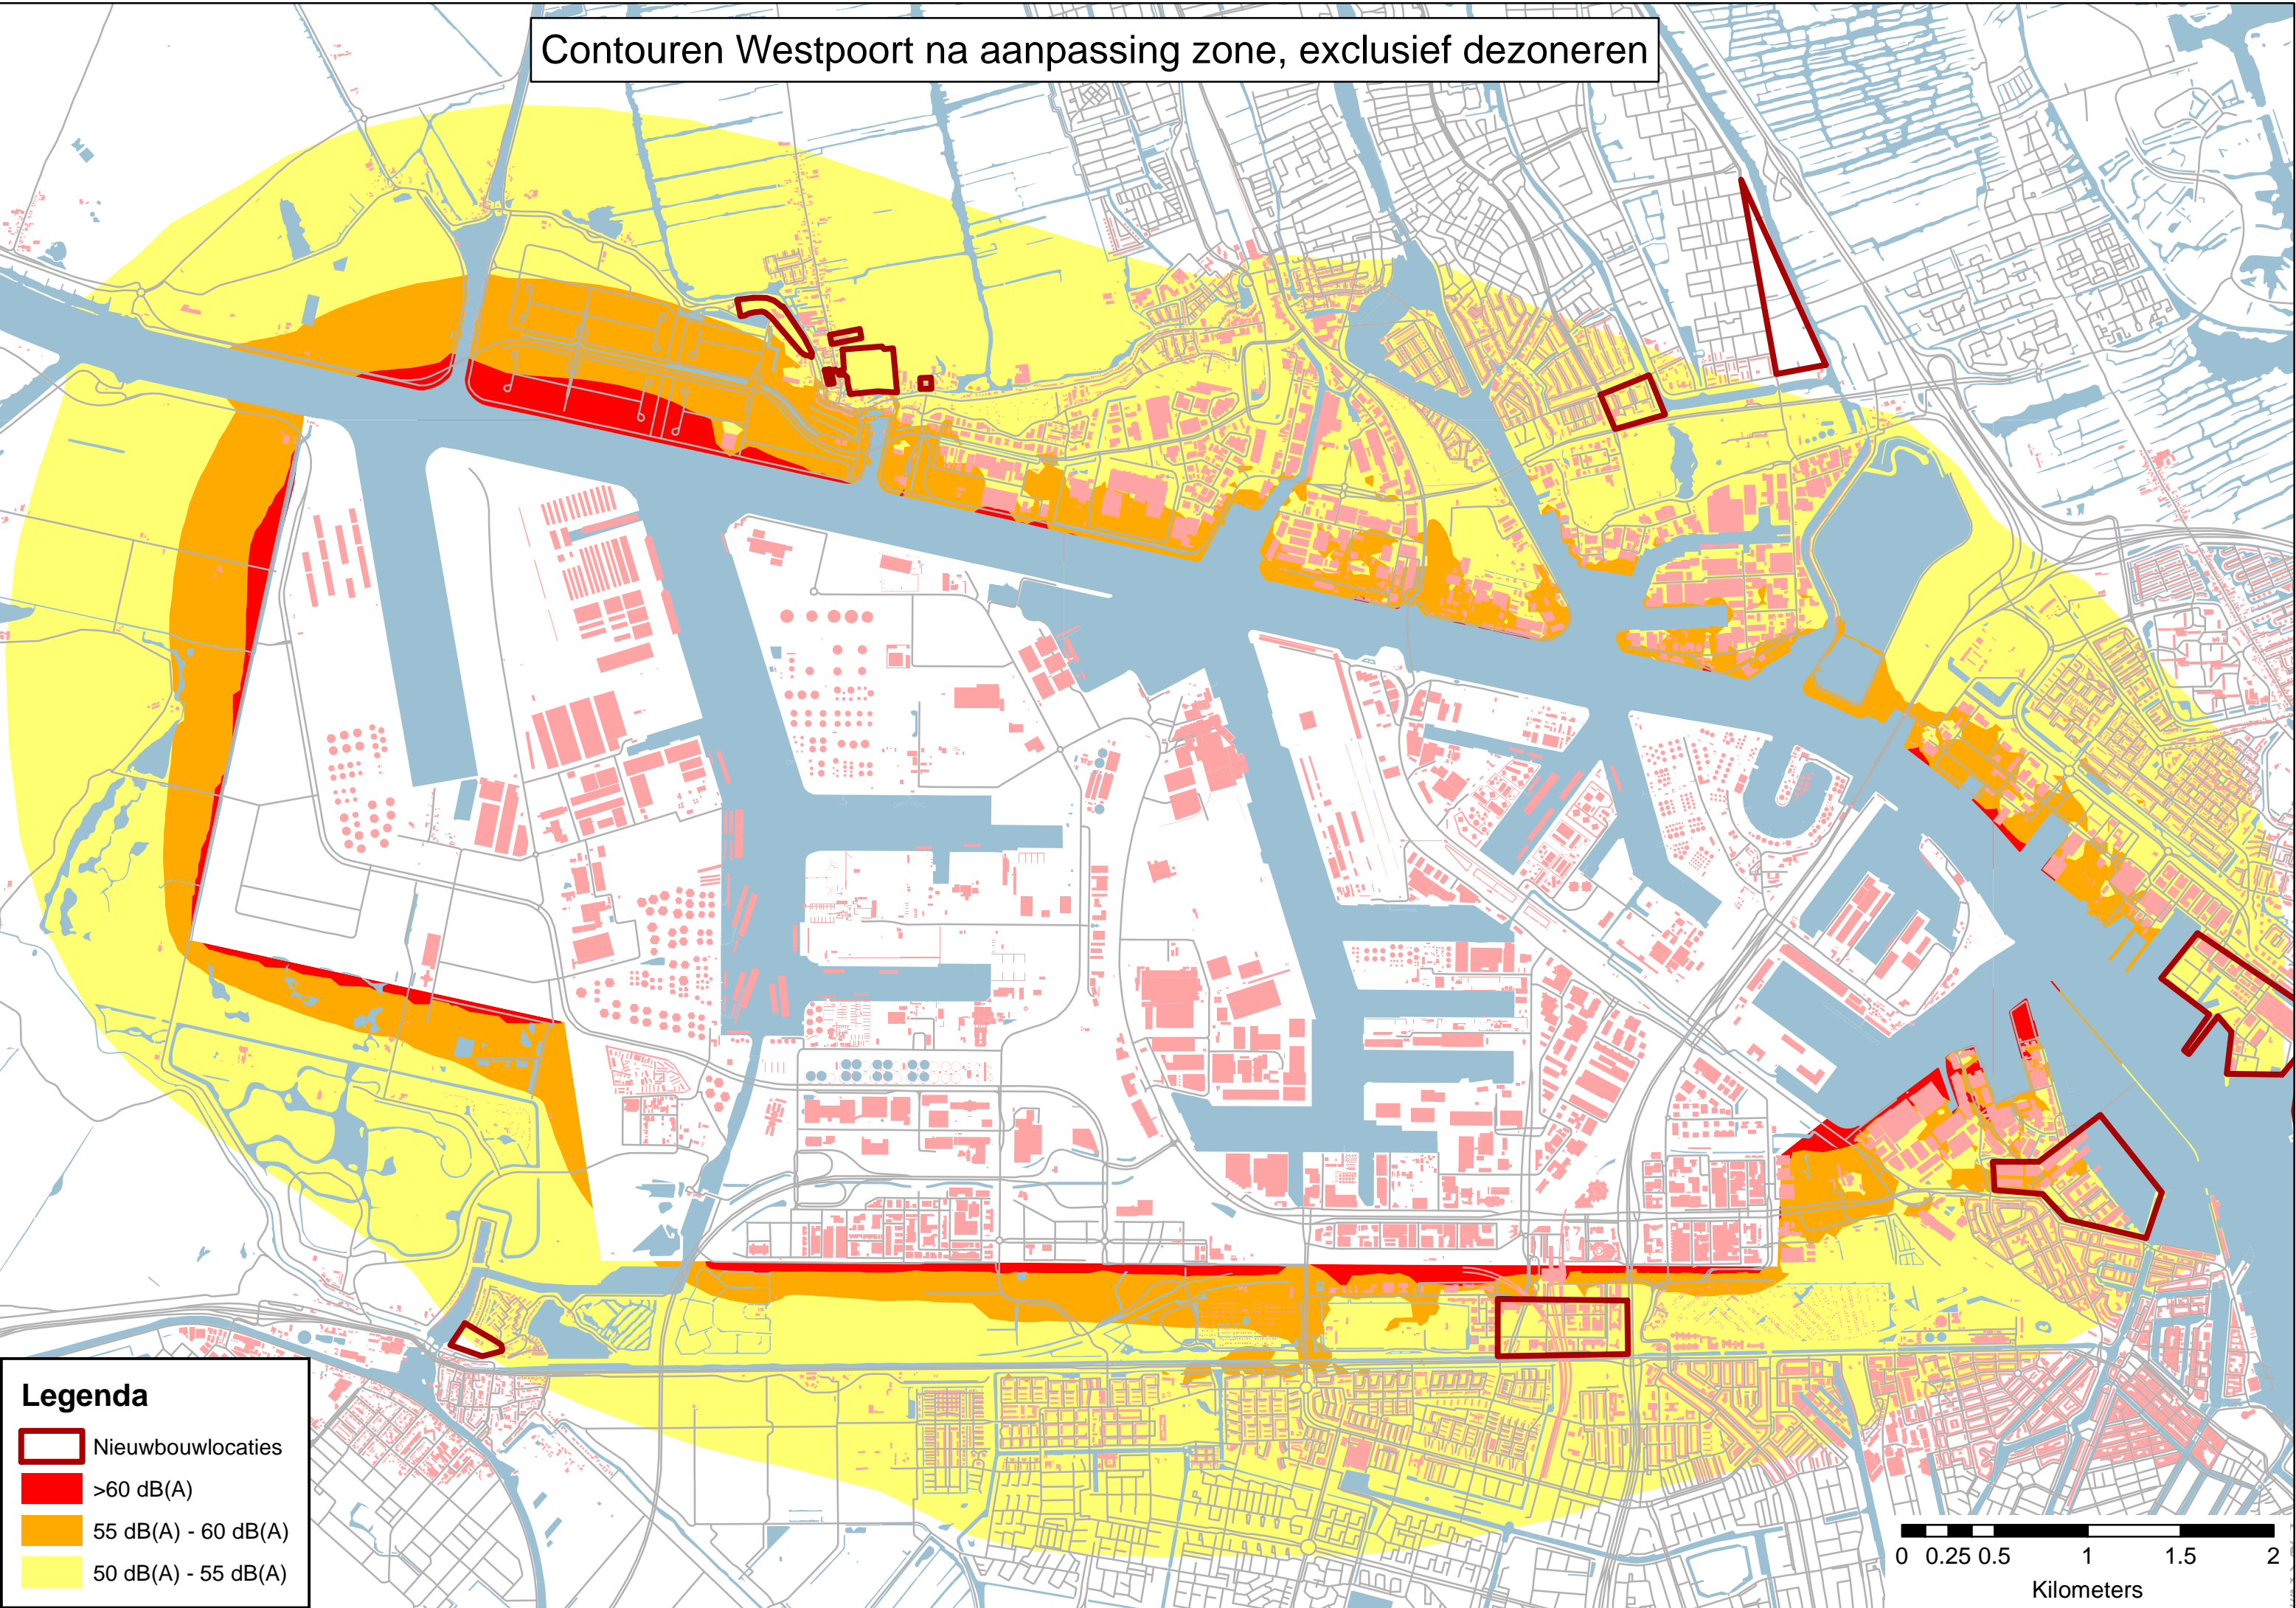 Contouren Westpoort na aanpassing zone, exclusief dezoneren
Legenda
Nieuwbouwlocaties
>60 dB(A)
55 dB(A) - 60 dB(A)
50 dB(A) - 55 dB(A)
0 0.25 0.5 1 1.5 2
Kilometers